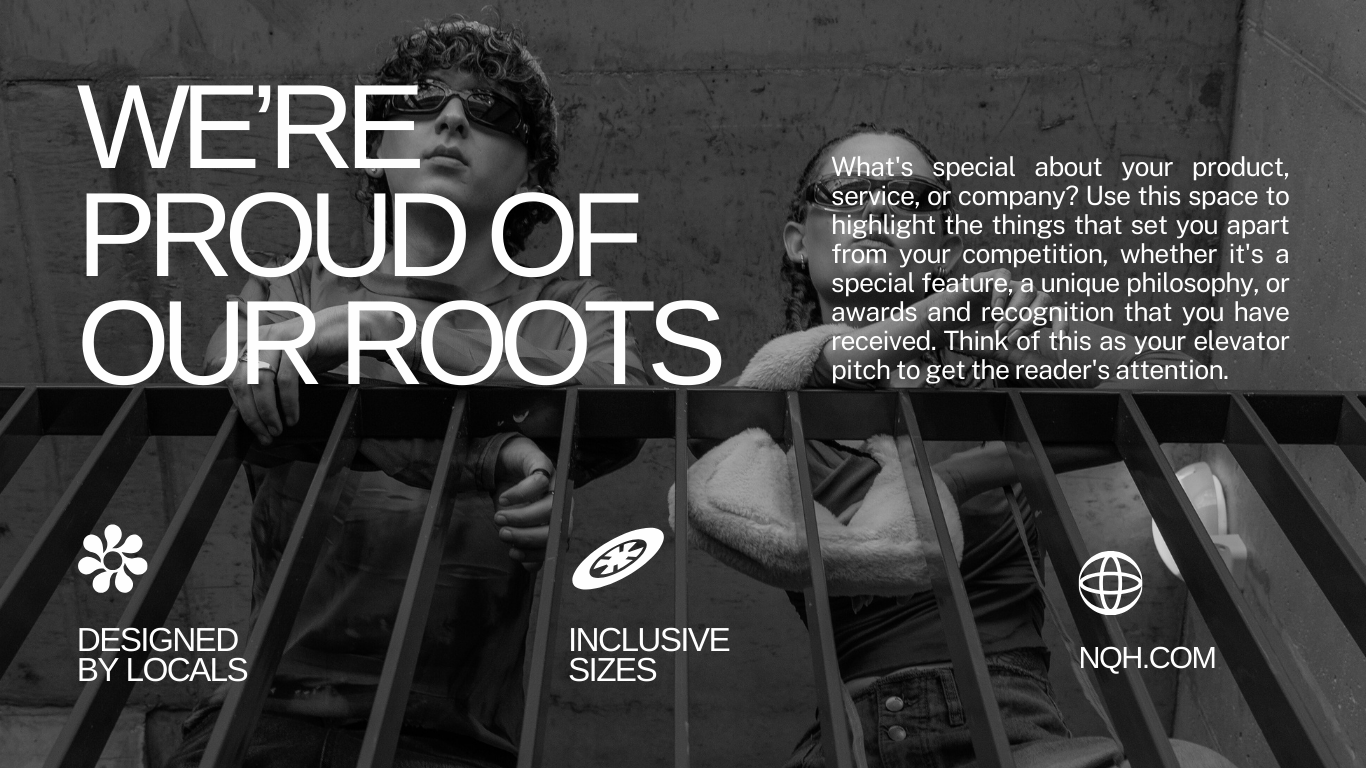 WE’RE
PROUD OF
OUR ROOTS
What's special about your product,
service, or company? Use this space to
highlight the things that set you apart
from your competition, whether it's a
special feature, a unique philosophy, or
awards and recognition that you have
received. Think of this as your elevator
pitch to get the reader's attention.
DESIGNED
BY LOCALS
INCLUSIVE
SIZES
NQH.COM